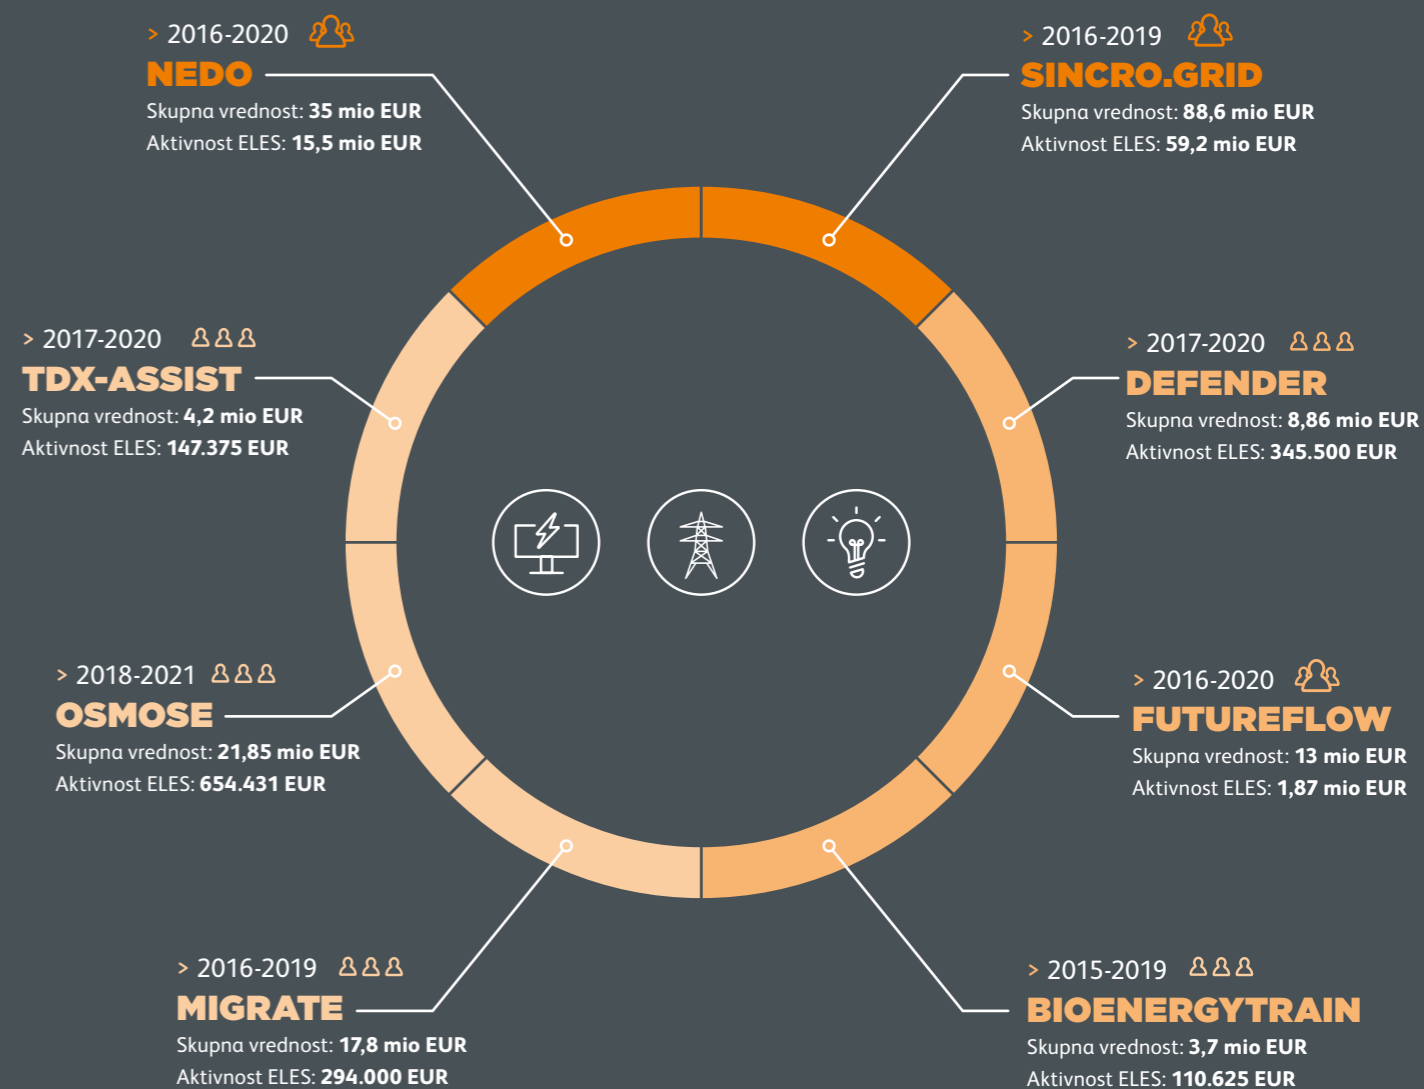 > 2016-2020
NEDO
Skupna vrednost: 35 mio EUR
Aktivnost ELES: 15,5 mio EUR
> 2016-2019
SINCRO.GRID
Skupna vrednost: 88,6 mio EUR
Aktivnost ELES: 59,2 mio EUR
> 2017-2020
TDX-ASSIST
Skupna vrednost: 4,2 mio EUR
Aktivnost ELES: 147.375 EUR
> 2017-2020
DEFENDER
Skupna vrednost: 8,86 mio EUR
Aktivnost ELES: 345.500 EUR
> 2018-2021
OSMOSE
Skupna vrednost: 21,85 mio EUR
Aktivnost ELES: 654.431 EUR
> 2016-2020
FUTUREFLOW
Skupna vrednost: 13 mio EUR
Aktivnost ELES: 1,87 mio EUR
> 2016-2019
MIGRATE
Skupna vrednost: 17,8 mio EUR
Aktivnost ELES: 294.000 EUR
> 2015-2019
BIOENERGYTRAIN
Skupna vrednost: 3,7 mio EUR
Aktivnost ELES: 110.625 EUR